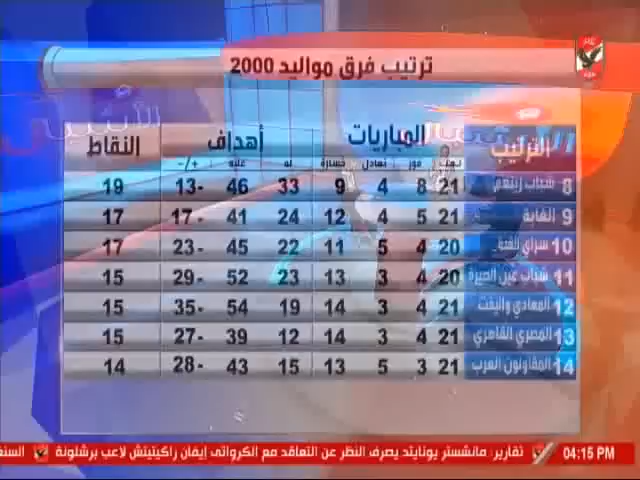 ترتيب فرق مواليد 2000
الترتيب المباريات أهداف النقاط
فوز تعادل خسارة له عليه +/-
8 شباب زينهم 21 8 4 9 33 46 13- 19
9 الغابة 21 5 4 12 24 41 17- 17
10 سراي القبة 20 4 5 11 22 45 23- 17
11 شباب عين الصيرة 20 4 3 13 23 52 29- 15
12 المعادي واليخت 21 4 3 14 19 54 35- 15
13 المصري القاهري 21 4 3 14 12 39 27- 15
14 المقاولون العرب 21 3 5 13 15 43 28- 14
04:15 PM تقارير: مانشستر يونايتد يصرف النظر عن التعاقد مع الكرواتي إيفان راكيتيتش لاعب برشلونة